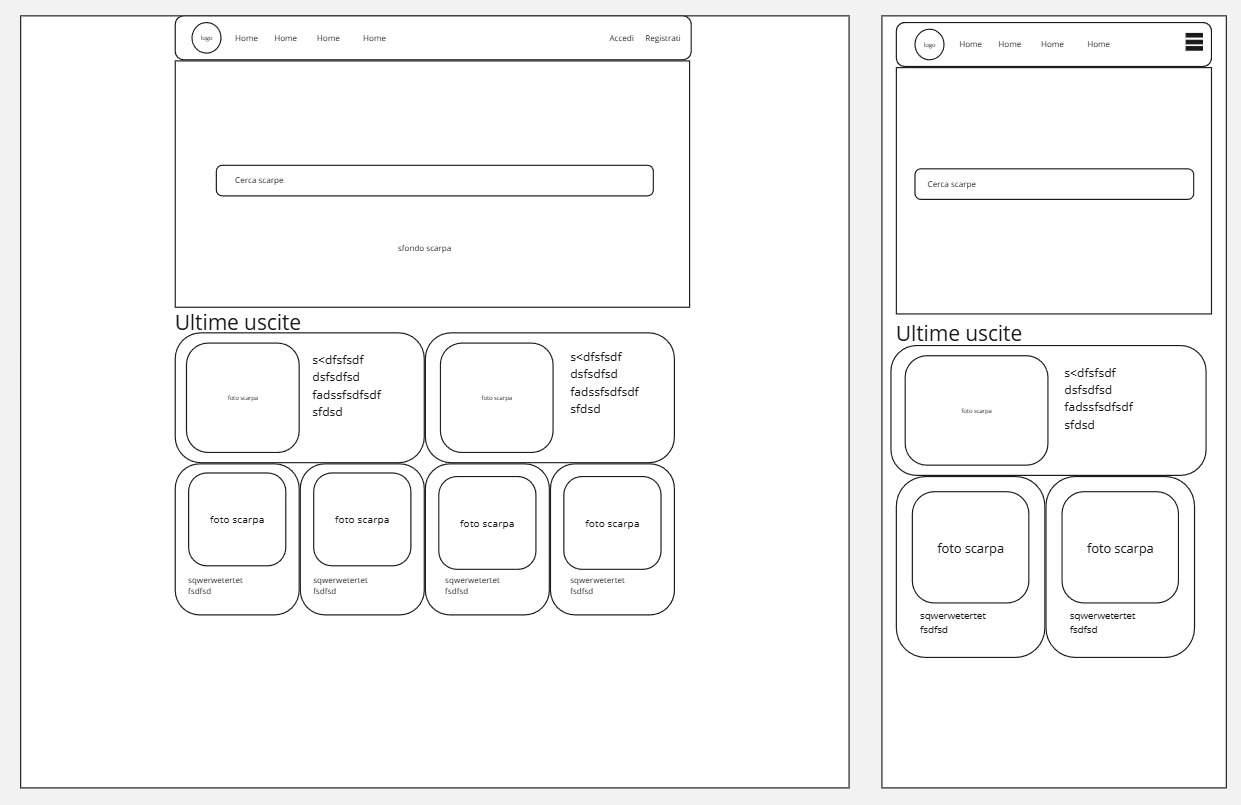 logo Home Home Home Home Accedi Registrati
Cerca scarpe
sfondo scarpa
Ultime uscite
foto scarpa
s<dfsfsdf
dsfsdfsd
fadssfsdfsdf
sfdsd
foto scarpa
s<dfsfsdf
dsfsdfsd
fadssfsdfsdf
sfdsd
foto scarpa
sqwerwetertet
fsdfsd
foto scarpa
sqwerwetertet
fsdfsd
foto scarpa
sqwerwetertet
fsdfsd
foto scarpa
sqwerwetertet
fsdfsd
logo Home Home Home Home
Cerca scarpe
Ultime uscite
foto scarpa
s<dfsfsdf
dsfsdfsd
fadssfsdfsdf
sfdsd
foto scarpa
sqwerwetertet
fsdfsd
foto scarpa
sqwerwetertet
fsdfsd